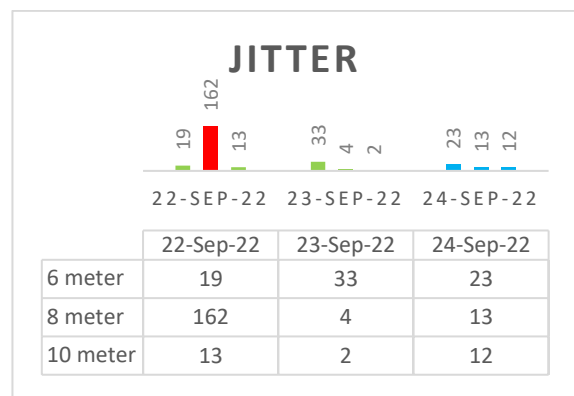 JITTER
19 162 13 33 4 2 23 13 12
22-SEP-22 23-SEP-22 24-SEP-22
22-Sep-22 23-Sep-22 24-Sep-22
6 meter 19 33 23
8 meter 162 4 13
10 meter 13 2 12